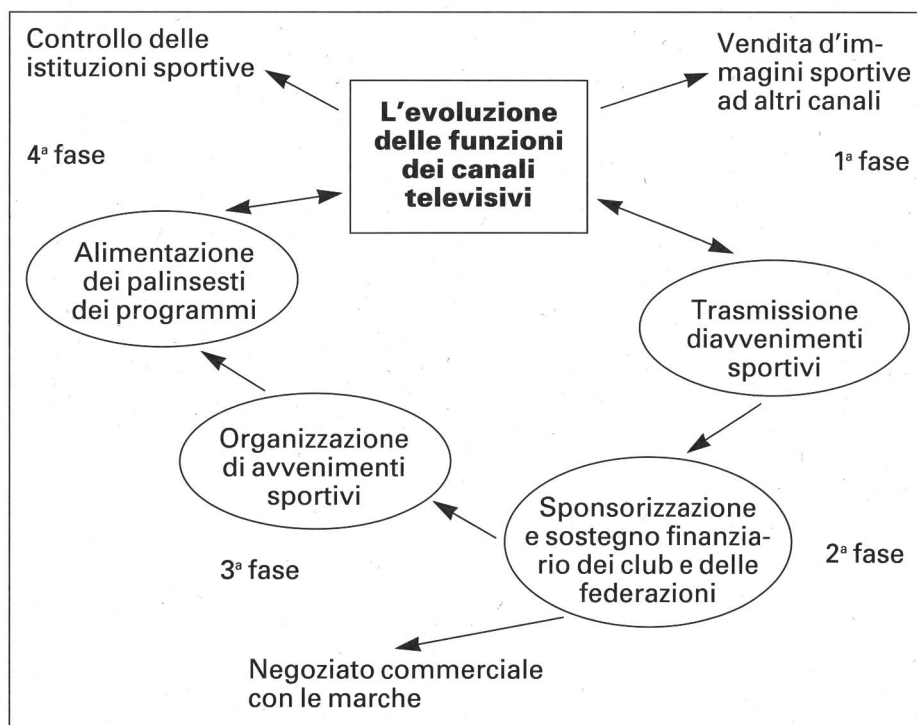 Controllo delle
istituzioni sportive
L'evoluzione
delle funzioni
dei canali
televisivi
Vendita d'im-
magini sportive
ad altri canali
4ª fase
1ª fase
Alimentazione
dei palinsesti
dei programmi
Trasmissione
diavvenimenti
sportivi
Organizzazione
di avvenimenti
sportivi
Sponsorizzazione
e sostegno finanzia-
rio dei club e delle
federazioni
3ª fase
2ª fase
Negoziato commerciale
con le marche